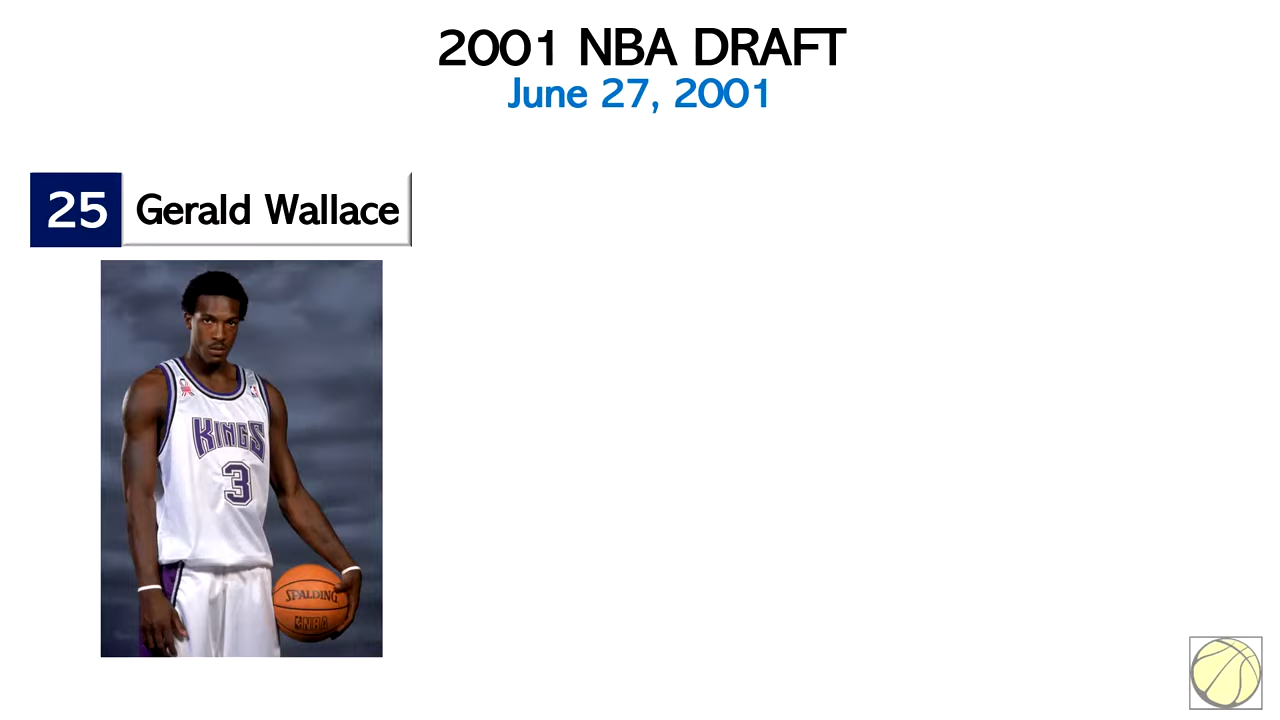 2001 NBA DRAFT
June 27, 2001
25 Gerald Wallace
KINGS
3
SPALDING
NBA